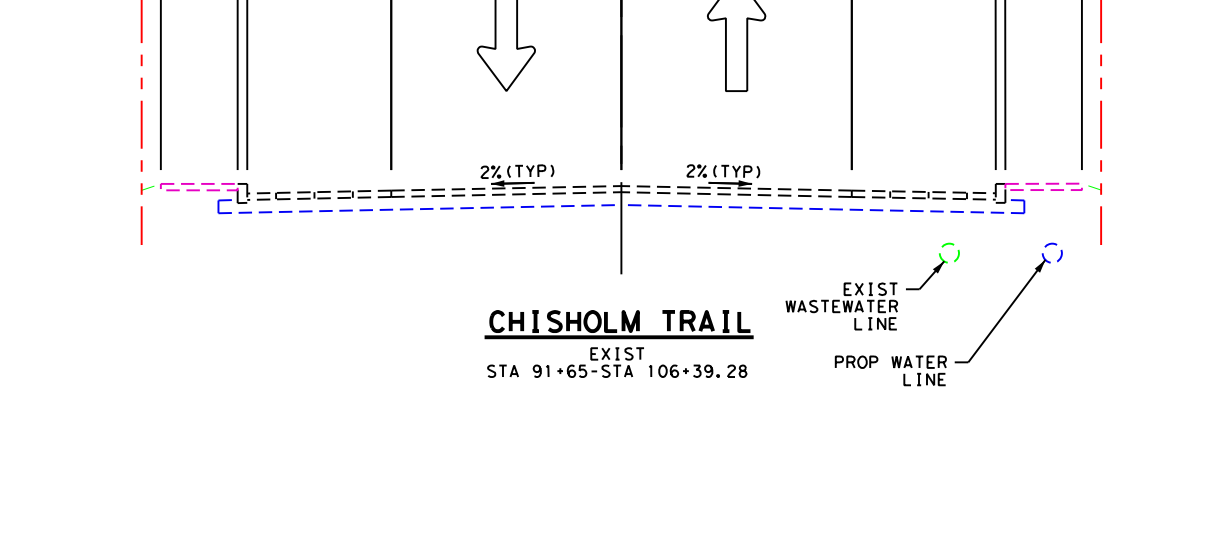 2%(TYP)
2%(TYP)
EXIST
WASTEWATER
LINE
CHISHOLM TRAIL
EXIST
STA 91+65-STA 106+39.28
PROP WATER
LINE